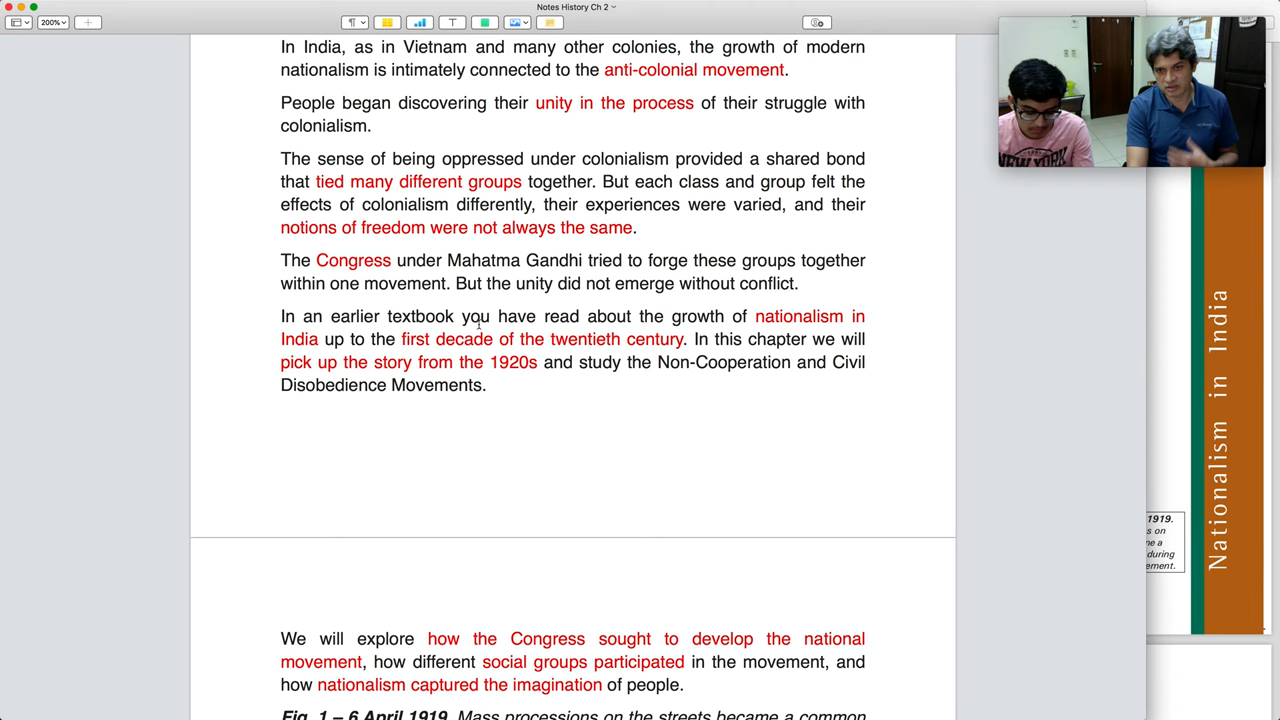 Notes History Ch 2
200%
In India, as in Vietnam and many other colonies, the growth of modern
nationalism is intimately connected to the anti-colonial movement.
People began discovering their unity in the process of their struggle with
colonialism.
The sense of being oppressed under colonialism provided a shared bond
that tied many different groups together. But each class and group felt the
effects of colonialism differently, their experiences were varied, and their
notions of freedom were not always the same.
The Congress under Mahatma Gandhi tried to forge these groups together
within one movement. But the unity did not emerge without conflict.
In an earlier textbook you have read about the growth of nationalism in
India up to the first decade of the twentieth century. In this chapter we will
pick up the story from the 1920s and study the Non-Cooperation and Civil
Disobedience Movements.
We will explore how the Congress sought to develop the national
movement, how different social groups participated in the movement, and
how nationalism captured the imagination of people.
Fig. 1 – 6 April 1919. Mass processions on the streets became a common
NEW YORK
1919.
s on
ne a
during
ement.
Nationalism in India